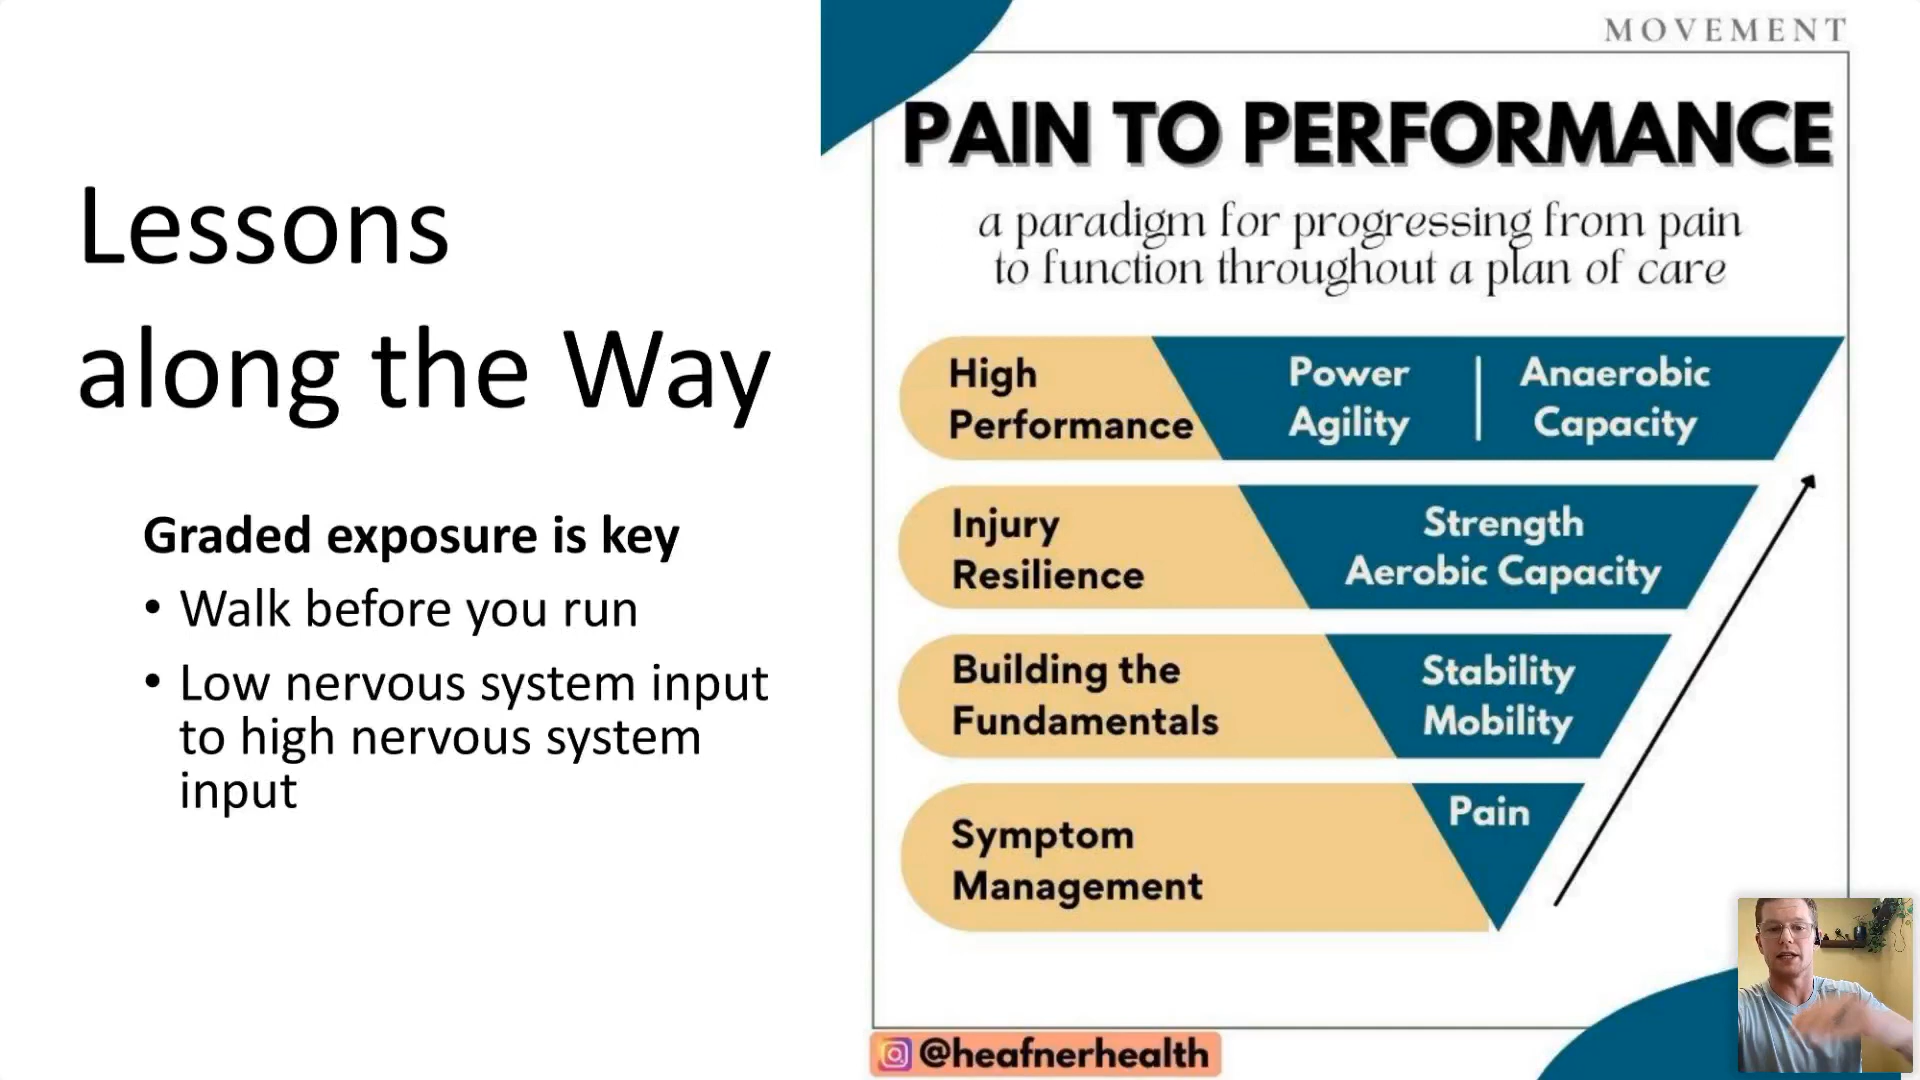 Lessons
along the Way
Graded exposure is key
• Walk before you run
• Low nervous system input
to high nervous system
input
MOVEMENT
PAIN TO PERFORMANCE
a paradigm for progressing from pain
to function throughout a plan of care
High
Performance
Power
Agility
Anaerobic
Capacity
Injury
Resilience
Strength
Aerobic Capacity
Building the
Fundamentals
Stability
Mobility
Symptom
Management
Pain
@heafnerhealth